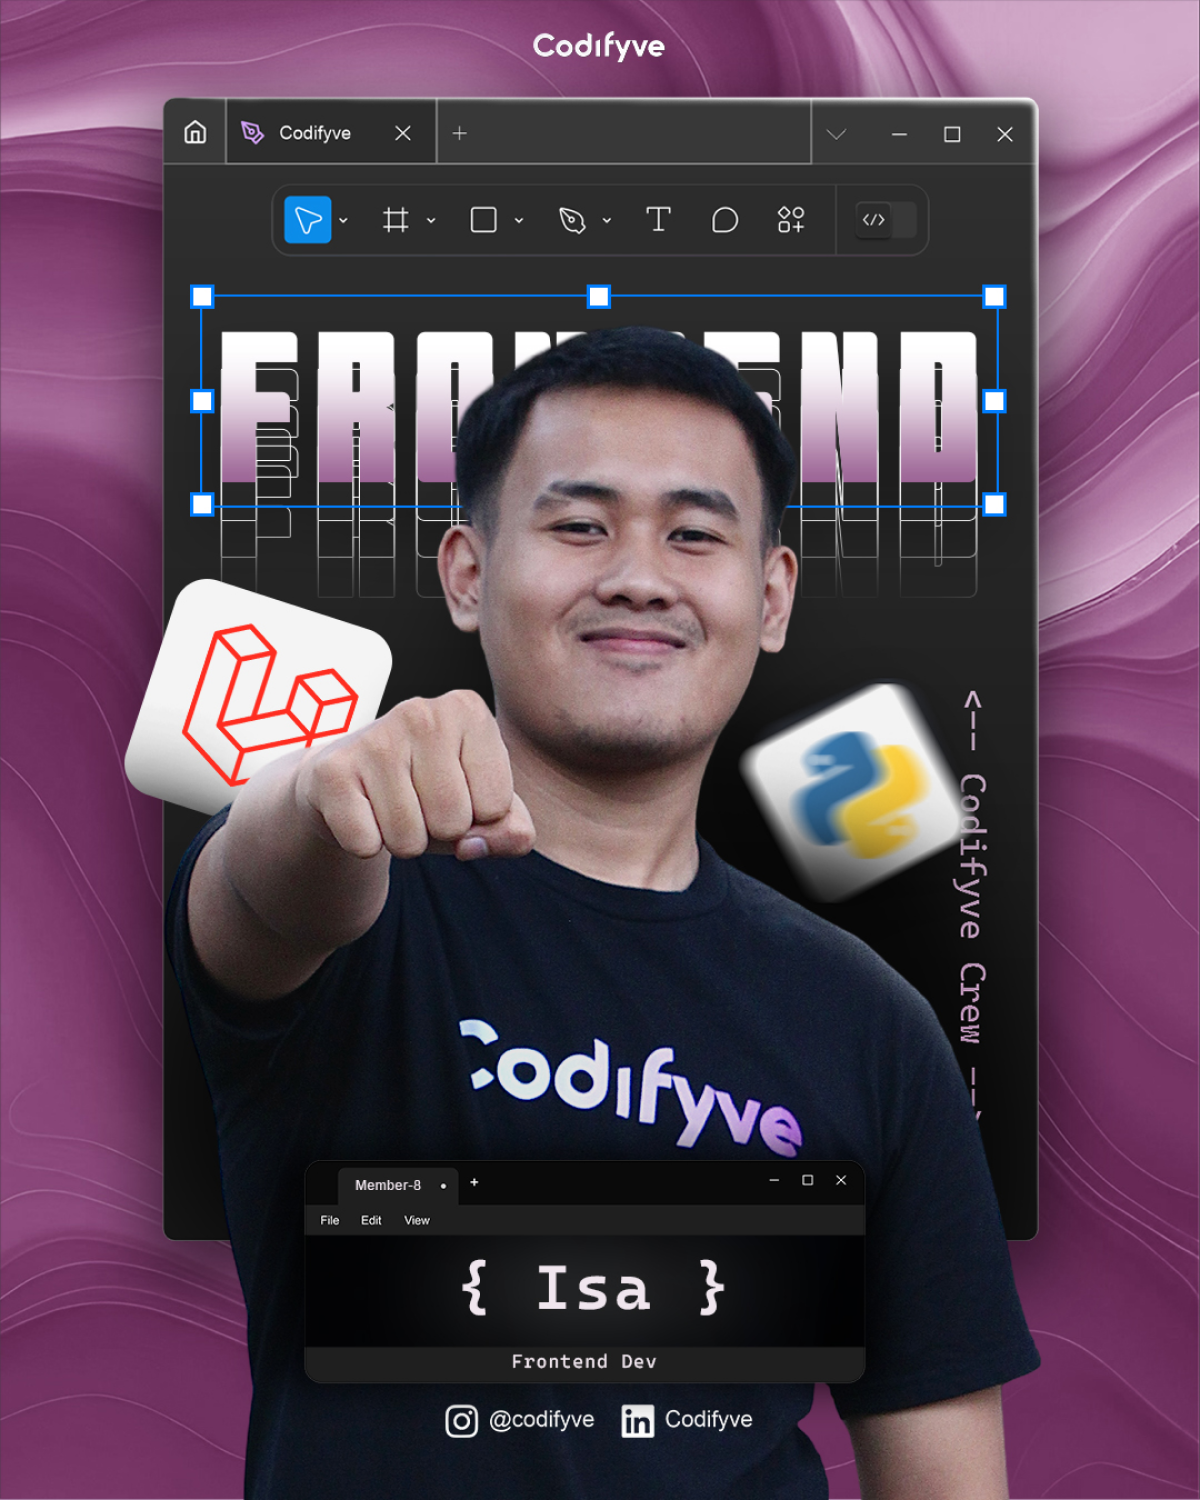 Codifyve
Codifyve
FRONTEND
<-- Codifyve Crew -->
Codifyve
Member-8
File Edit View
{ Isa }
Frontend Dev
@codifyve Codifyve